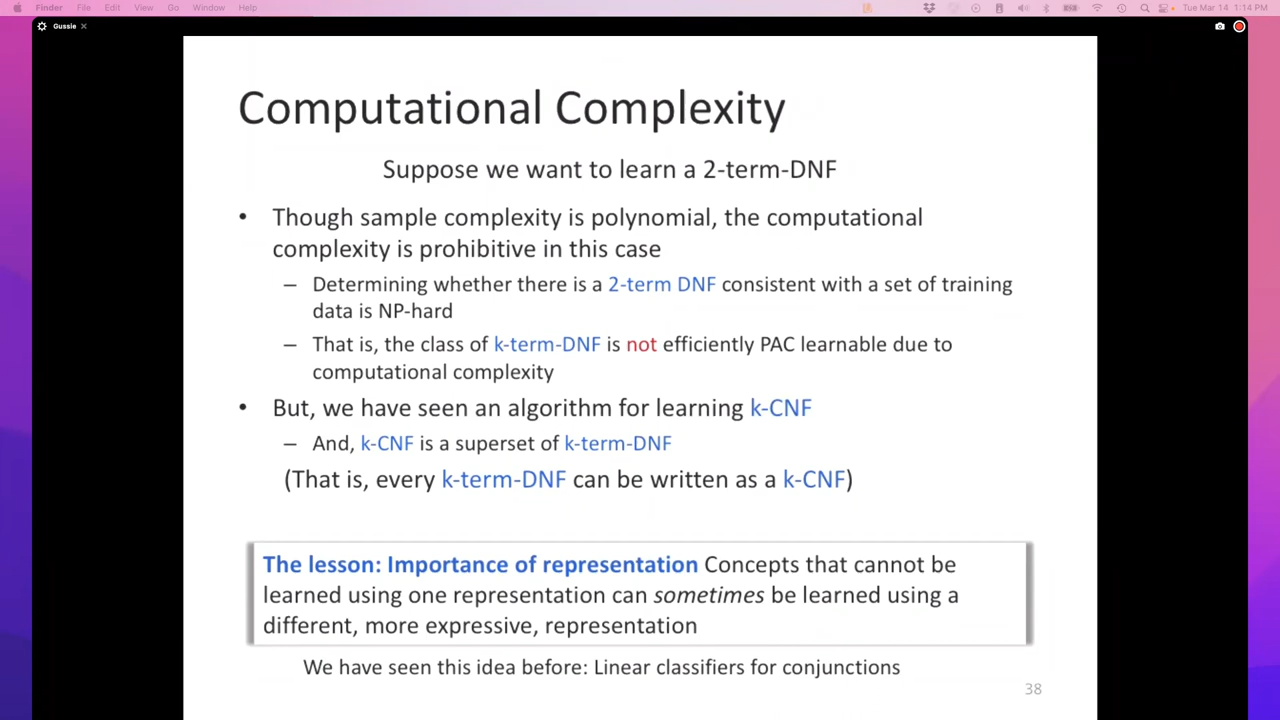 Finder File Edit View Go Window Help Tue Mar 14 1:14 PM
Gussie
Computational Complexity
Suppose we want to learn a 2-term-DNF
• Though sample complexity is polynomial, the computational
complexity is prohibitive in this case
– Determining whether there is a 2-term DNF consistent with a set of training
data is NP-hard
– That is, the class of k-term-DNF is not efficiently PAC learnable due to
computational complexity
• But, we have seen an algorithm for learning k-CNF
– And, k-CNF is a superset of k-term-DNF
(That is, every k-term-DNF can be written as a k-CNF)
The lesson: Importance of representation Concepts that cannot be
learned using one representation can sometimes be learned using a
different, more expressive, representation
We have seen this idea before: Linear classifiers for conjunctions
38